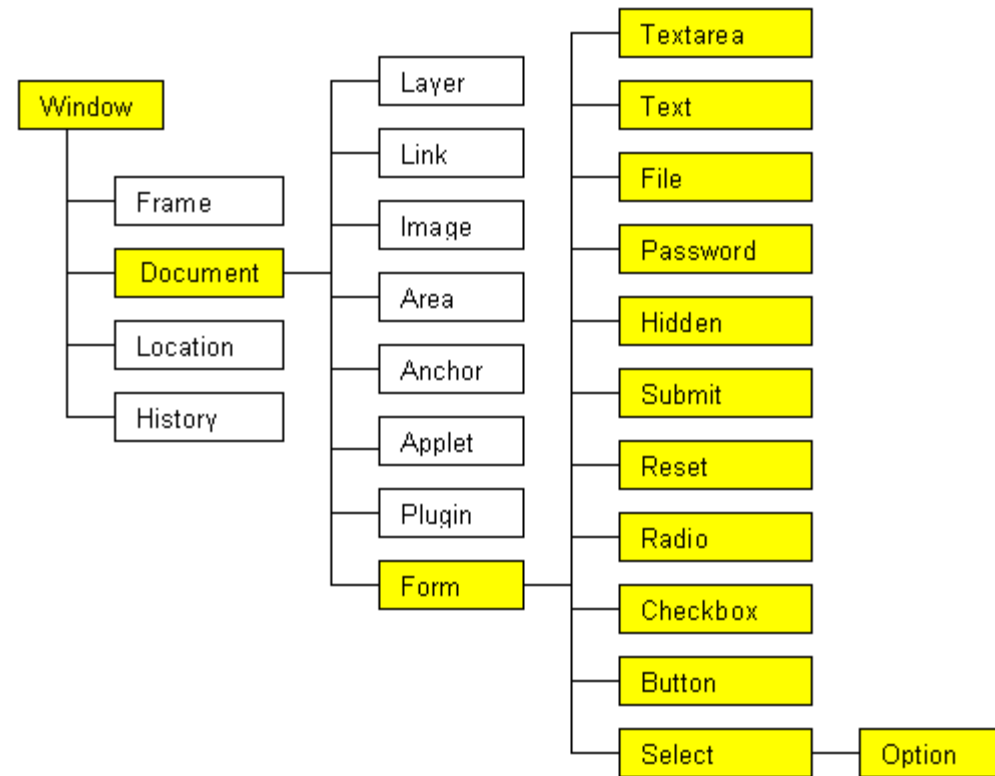 Window
Frame
Document
Location
History
Layer
Link
Image
Area
Anchor
Applet
Plugin
Form
Textarea
Text
File
Password
Hidden
Submit
Reset
Radio
Checkbox
Button
Select
Option